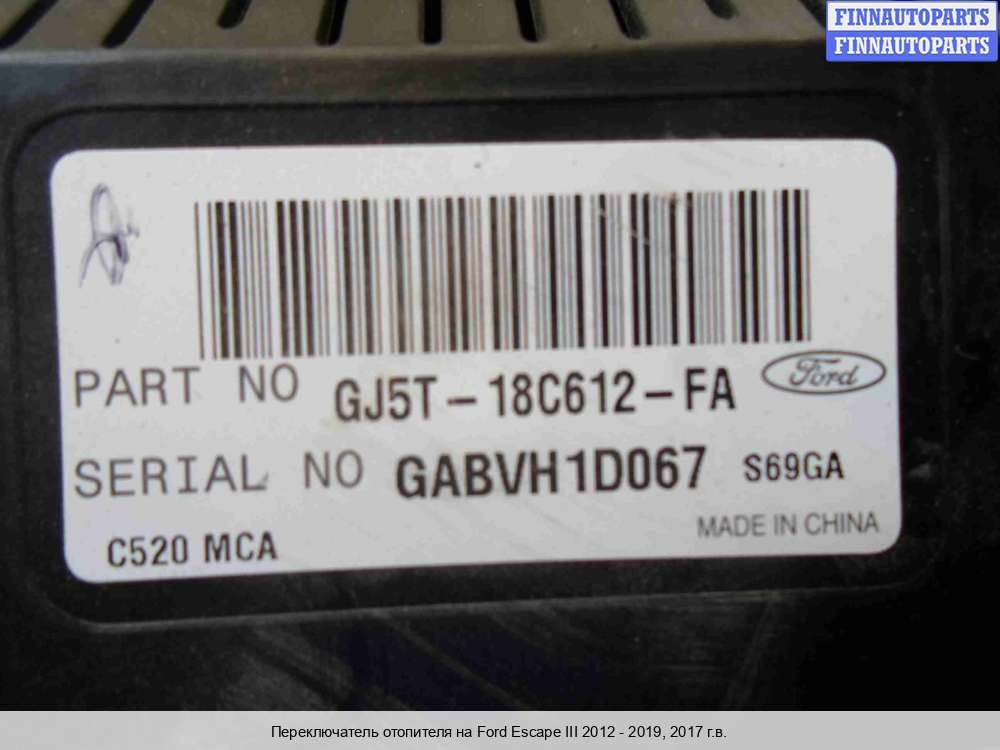 FINNAUTOPARTS
FINNAUTOPARTS
PART NO GJ5T-18C612-FA Ford
SERIAL NO GABVH1D067 S69GA
C520 MCA MADE IN CHINA
Переключатель отопителя на Ford Escape III 2012 - 2019, 2017 г.в.